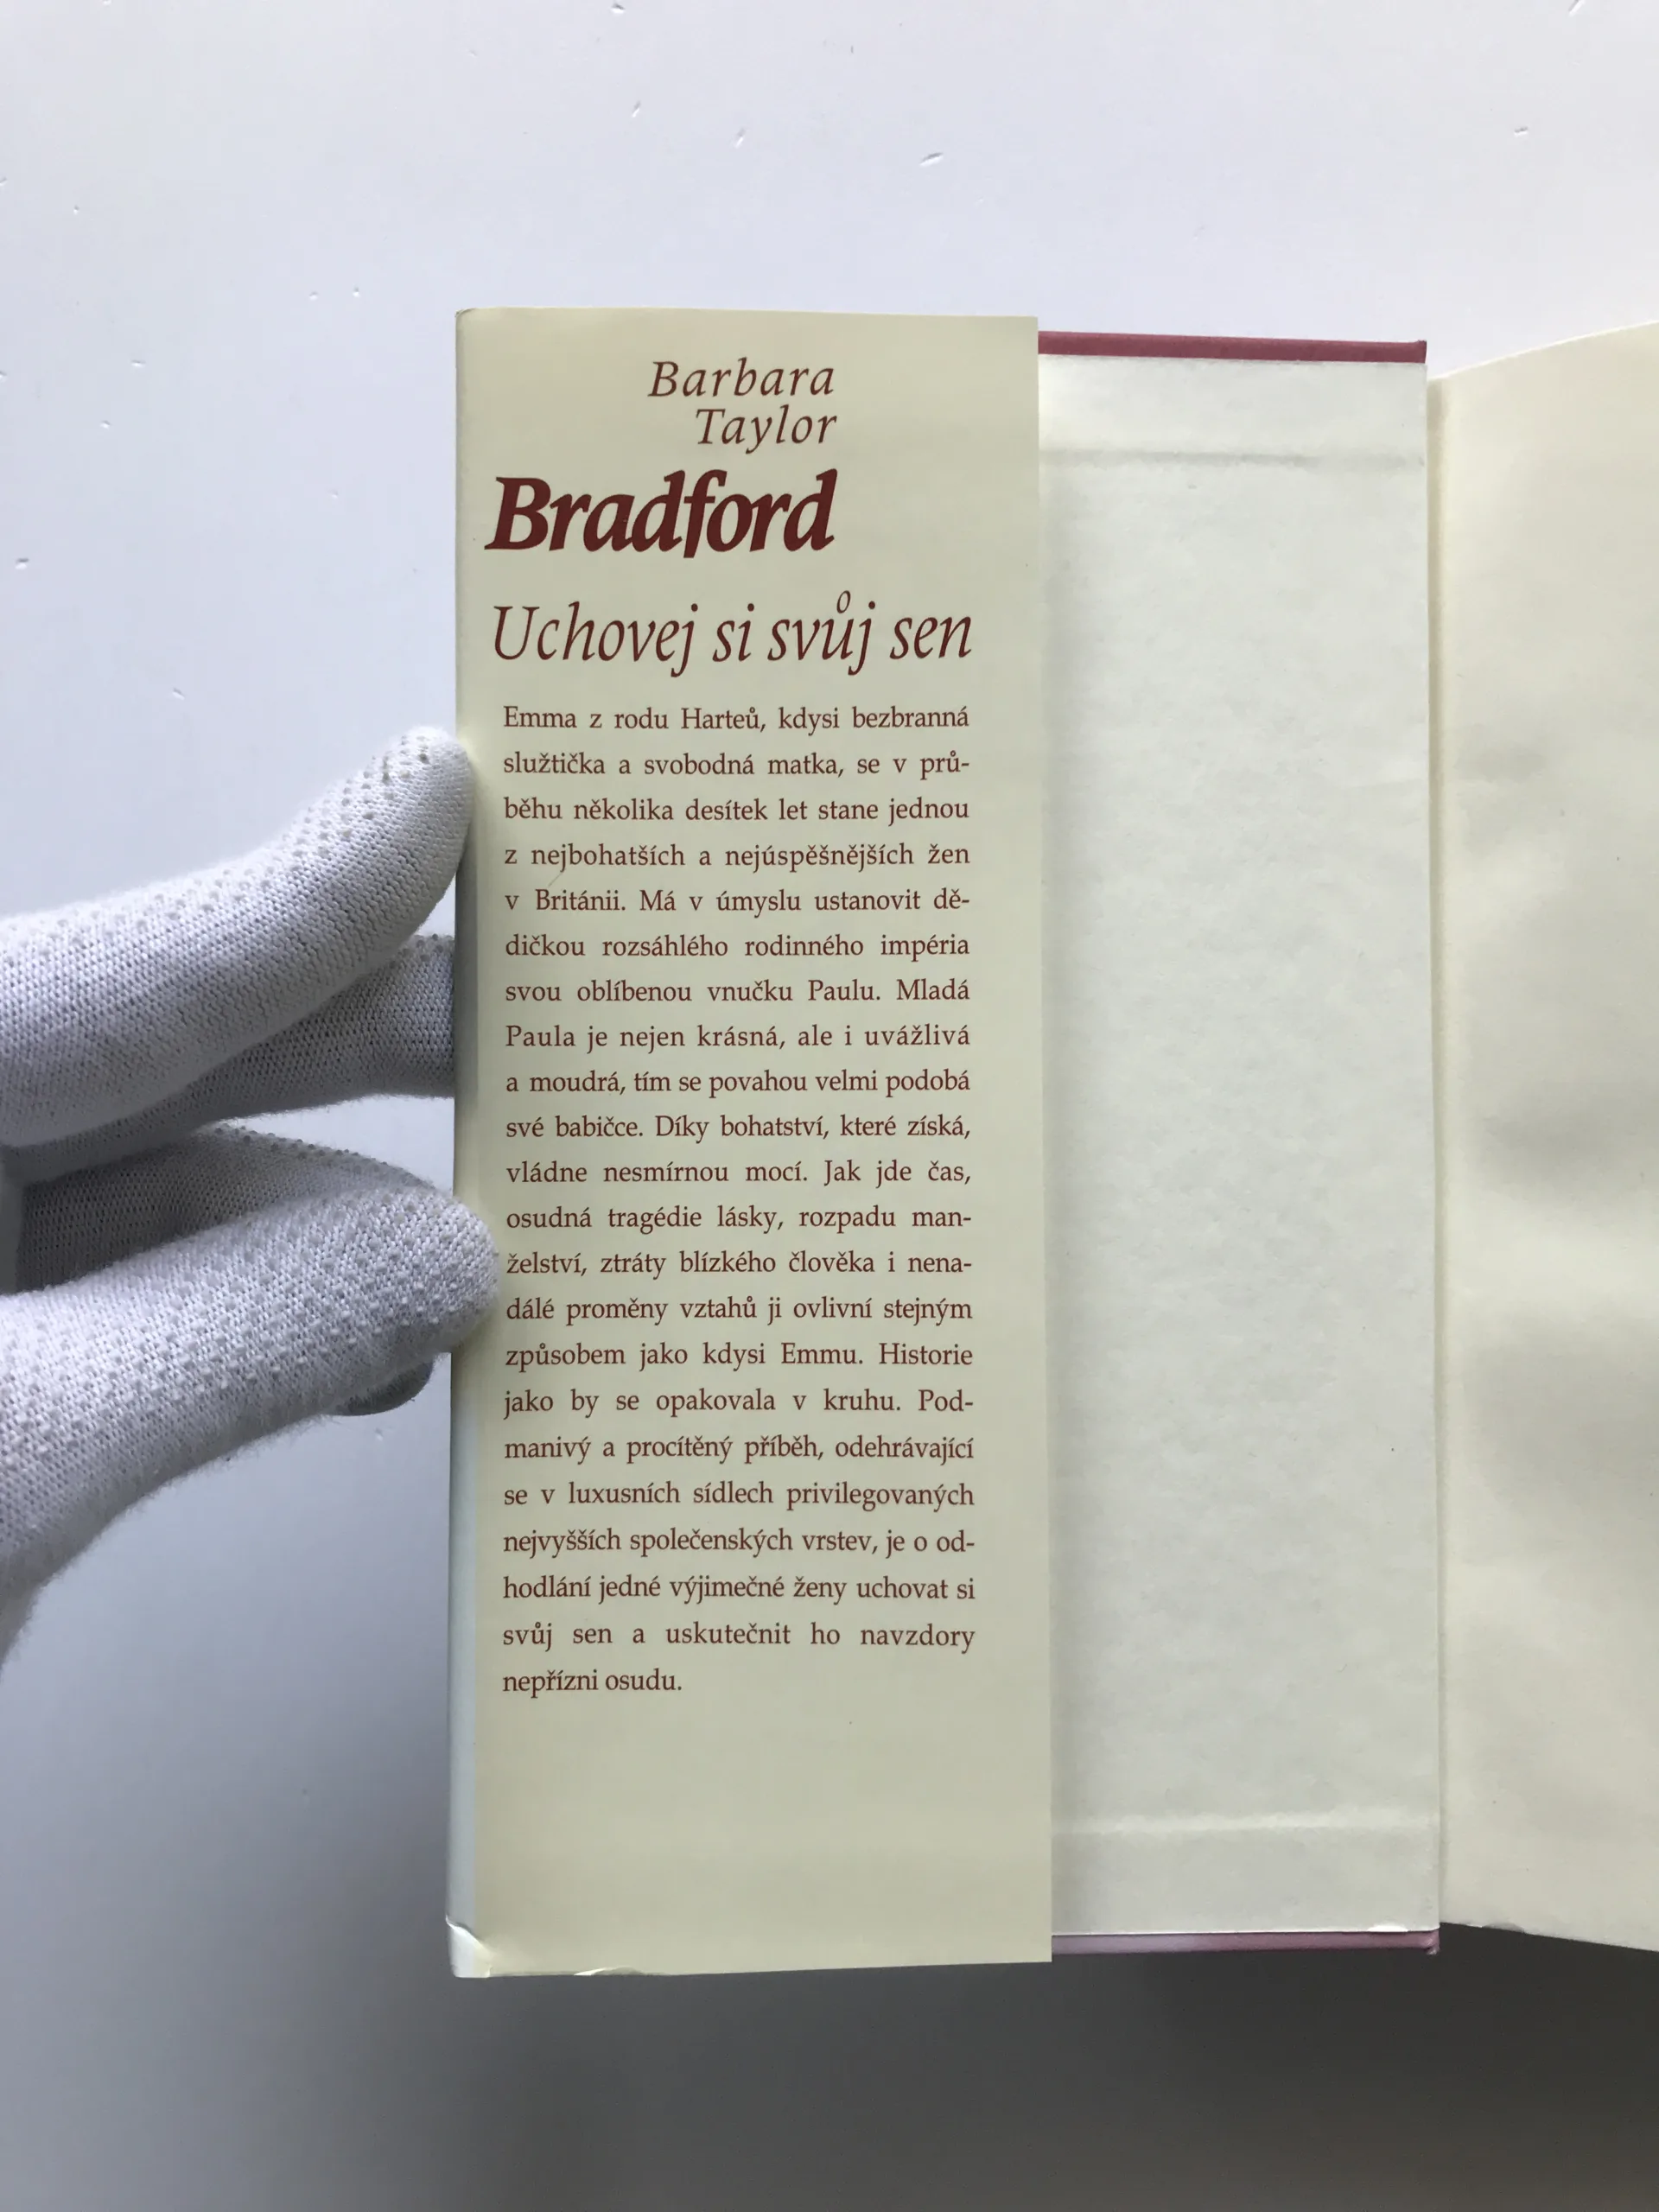 Barbara
Taylor
Bradford
Uchovej si svůj sen
Emma z rodu Harteů, kdysi bezbranná
služtička a svobodná matka, se v prů-
běhu několika desítek let stane jednou
z nejbohatších a nejúspěšnějších žen
v Británii. Má v úmyslu ustanovit dě-
dičkou rozsáhlého rodinného impéria
svou oblíbenou vnučku Paulu. Mladá
Paula je nejen krásná, ale i uvážlivá
a moudrá, tím se povahou velmi podobá
své babičce. Díky bohatství, které získá,
vládne nesmírnou mocí. Jak jde čas,
osudná tragédie lásky, rozpadu man-
želství, ztráty blízkého člověka i nena-
dálé proměny vztahů ji ovlivní stejným
způsobem jako kdysi Emmu. Historie
jako by se opakovala v kruhu. Pod-
manivý a procítěný příběh, odehrávající
se v luxusních sídlech privilegovaných
nejvyšších společenských vrstev, je o od-
hodlání jedné výjimečné ženy uchovat si
svůj sen a uskutečnit ho navzdory
nepřízni osudu.